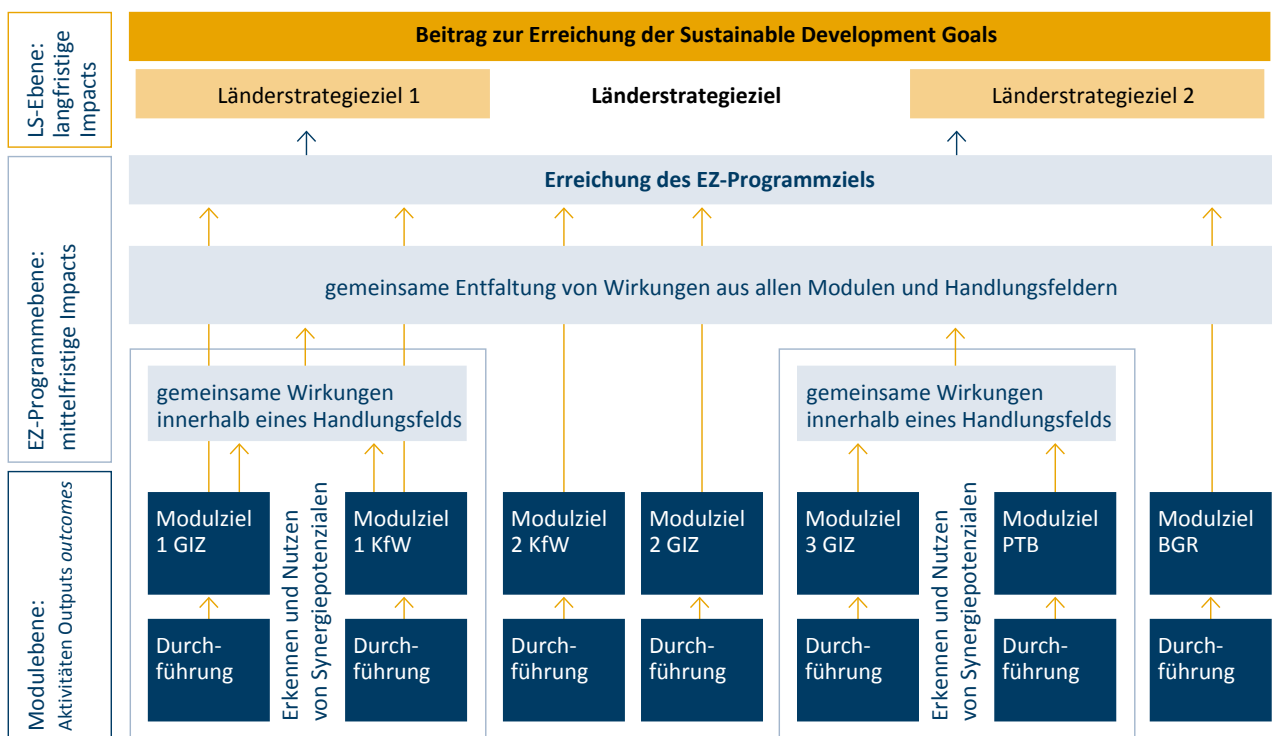 LS-Ebene:
langfristige
Impacts
Beitrag zur Erreichung der Sustainable Development Goals
Länderstrategieziel 1
Länderstrategieziel
Länderstrategieziel 2
EZ-Programmebene:
mittelfristige Impacts
Erreichung des EZ-Programmziels
gemeinsame Entfaltung von Wirkungen aus allen Modulen und Handlungsfeldern
gemeinsame Wirkungen
innerhalb eines Handlungsfelds
gemeinsame Wirkungen
innerhalb eines Handlungsfelds
Modulebene:
Aktivitäten Outputs outcomes
Modulziel
1 GIZ
Erkennen und Nutzen
von Synergiepotenzialen
Modulziel
1 KfW
Modulziel
2 KfW
Modulziel
2 GIZ
Modulziel
3 GIZ
Erkennen und Nutzen
von Synergiepotenzialen
Modulziel
PTB
Modulziel
BGR
Durch-
führung
Durch-
führung
Durch-
führung
Durch-
führung
Durch-
führung
Durch-
führung
Durch-
führung